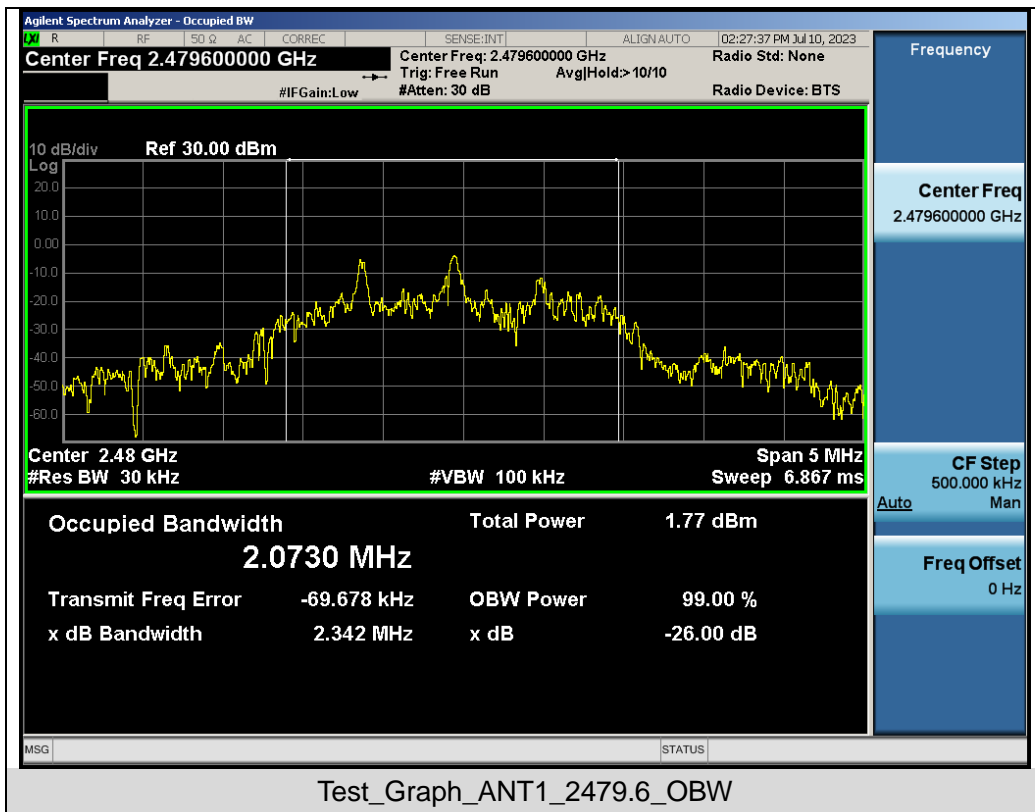 Agilent Spectrum Analyzer - Occupied BW
LXI R RF 50 Ω AC CORREC SENSE:INT ALIGN AUTO 02:27:37 PM Jul 10, 2023
Center Freq 2.479600000 GHz
Center Freq: 2.479600000 GHz
Radio Std: None
Trig: Free Run Avg|Hold:> 10/10
#IFGain:Low
#Atten: 30 dB
Radio Device: BTS
Frequency
10 dB/div Ref 30.00 dBm
Log
20.0
10.0
0.00
-10.0
-20.0
-30.0
-40.0
-50.0
-60.0
Center 2.48 GHz Span 5 MHz
#Res BW 30 kHz #VBW 100 kHz Sweep 6.867 ms
Center Freq
2.479600000 GHz
CF Step
500.000 kHz
Auto Man
Freq Offset
0 Hz
Occupied Bandwidth Total Power 1.77 dBm
2.0730 MHz
Transmit Freq Error -69.678 kHz OBW Power 99.00 %
x dB Bandwidth 2.342 MHz x dB -26.00 dB
MSG STATUS
Test_Graph_ANT1_2479.6_OBW